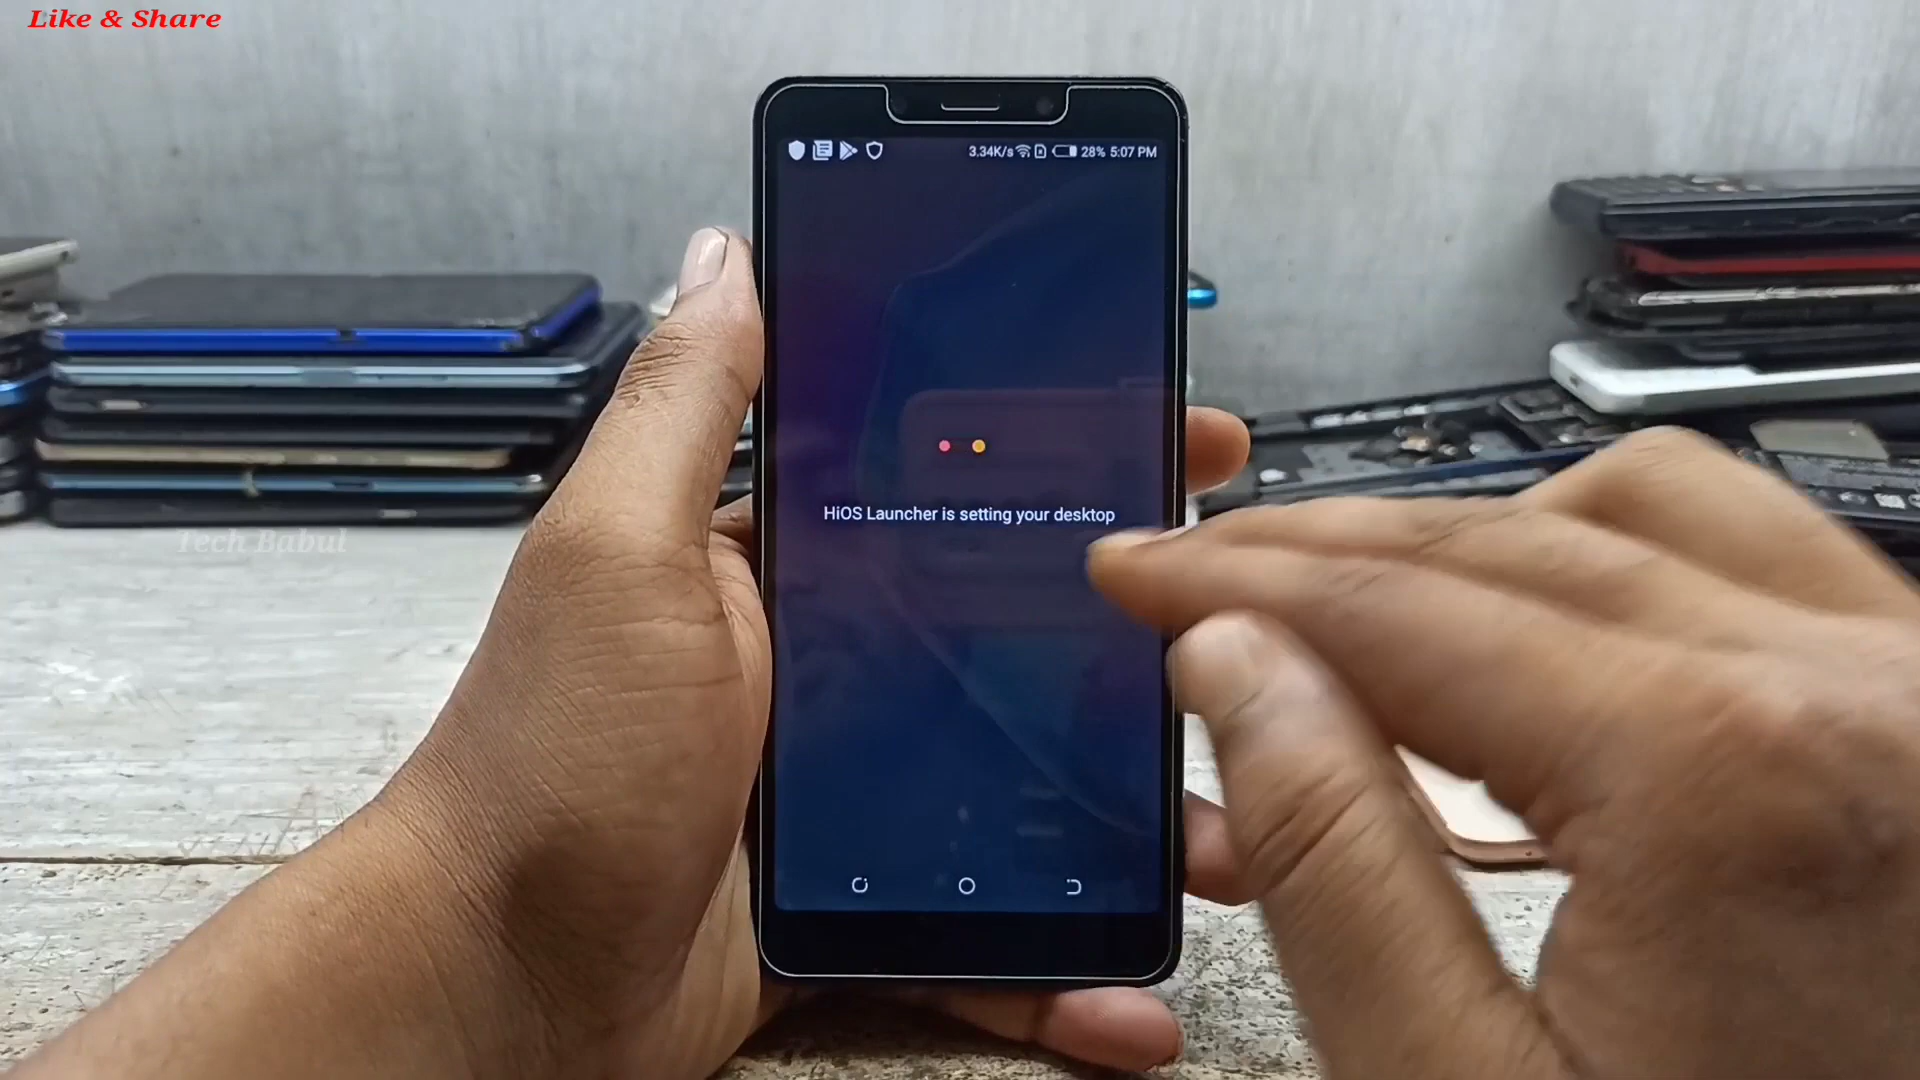 Like & Share
3.34K/s 28% 5:07 PM
HiOS Launcher is setting your desktop
Tech Babul